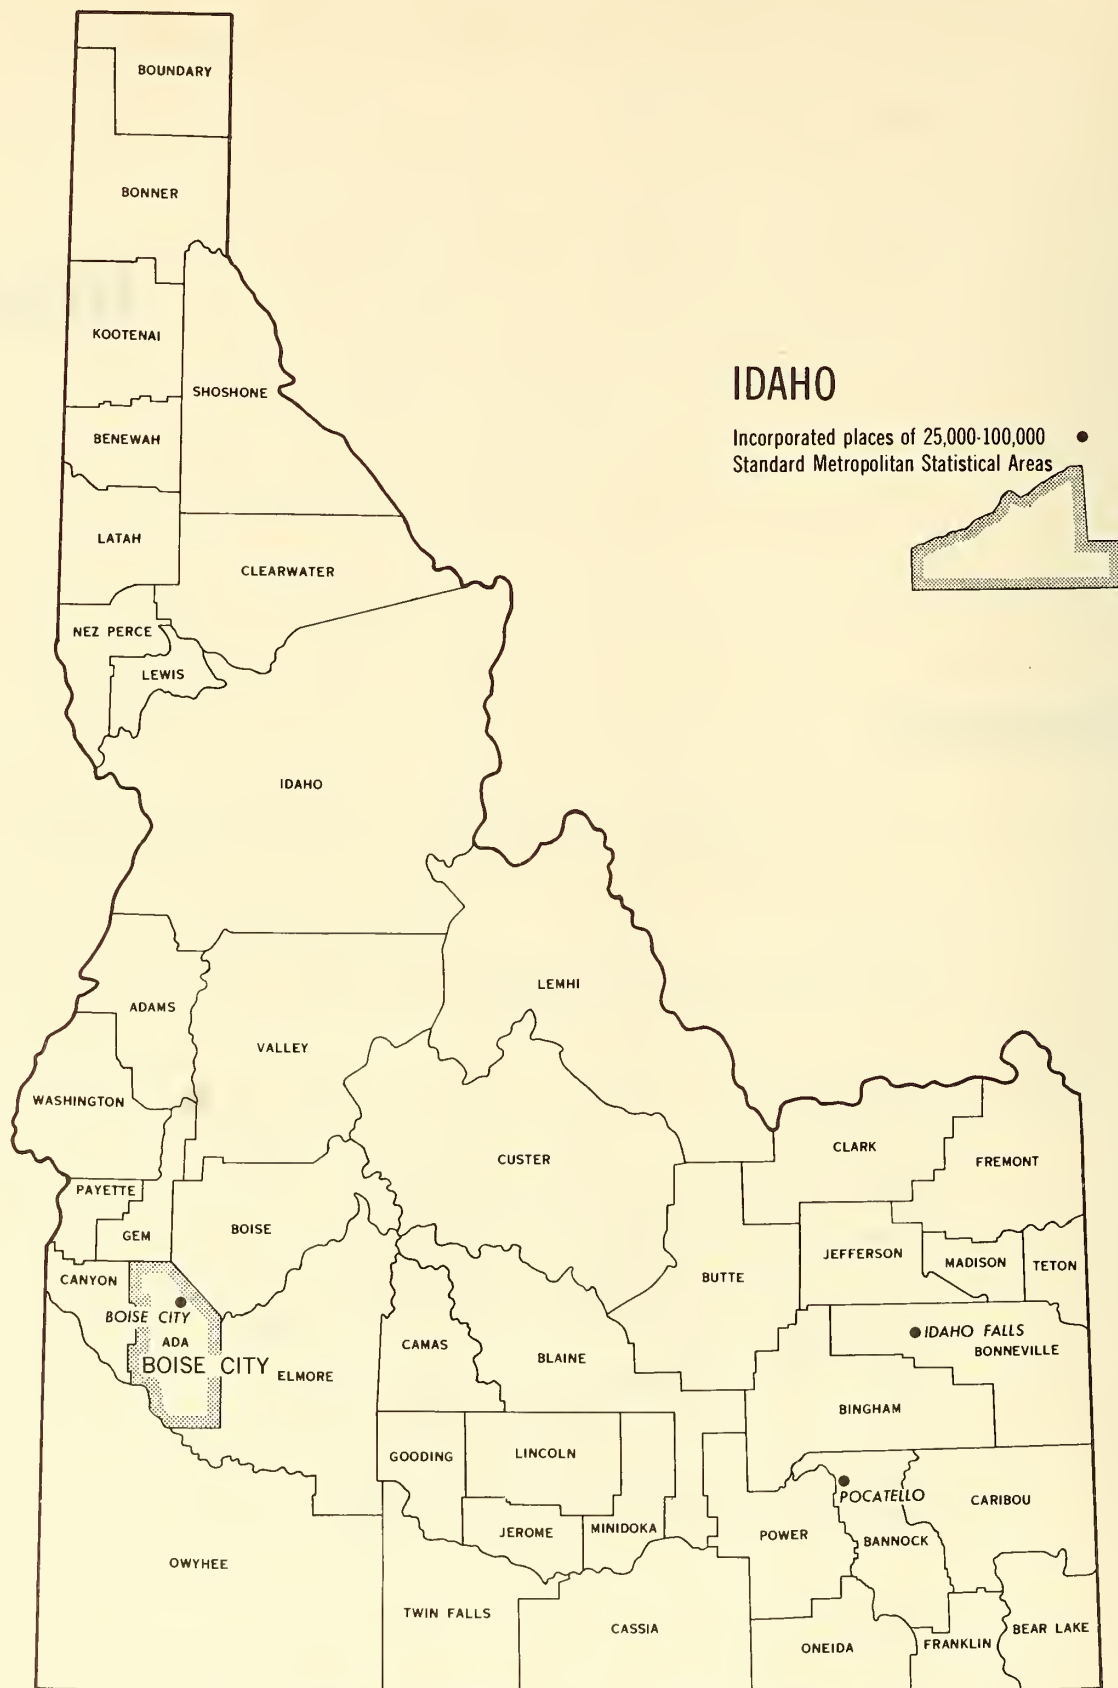 BOUNDARY
BONNER
KOOTENAI
SHOSHONE
IDAHO
Incorporated places of 25,000-100,000
Standard Metropolitan Statistical Areas
BENEWAH
LATAH
CLEARWATER
NEZ PERCE
LEWIS
IDAHO
LEMHI
ADAMS
VALLEY
WASHINGTON
CUSTER
CLARK
FREMONT
PAYETTE
BOISE
GEM
JEFFERSON
MADISON
TETON
CANYON
BUTTE
BOISE CITY
ADA
BOISE CITY
ELMORE
CAMAS
BLAINE
IDAHO FALLS
BONNEVILLE
BINGHAM
GOODING
LINCOLN
POCATELLO
CARIBOU
JEROME
MINIDOKA
POWER
BANNOCK
OWYHEE
TWIN FALLS
CASSIA
ONEIDA
FRANKLIN
BEAR LAKE